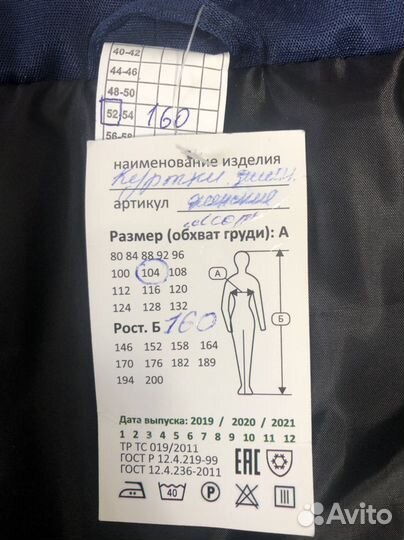 40-42
44-46
48-50
52-54 160
56-58
наименование изделия
куртки зимн.
артикул женские
Размер (обхват груди): А
80 84 88 92 96
100 104 108
112 116 120
124 128 132
А
Б
Рост. Б 160
146 152 158 164
170 176 182 189
194 200
Дата выпуска: 2019 / 2020 / 2021
1 2 3 4 5 6 7 8 9 10 11 12
ТР ТС 019/2011
ГОСТ Р 12.4.219-99
ГОСТ 12.4.236-2011
EAC
40
P
Avito